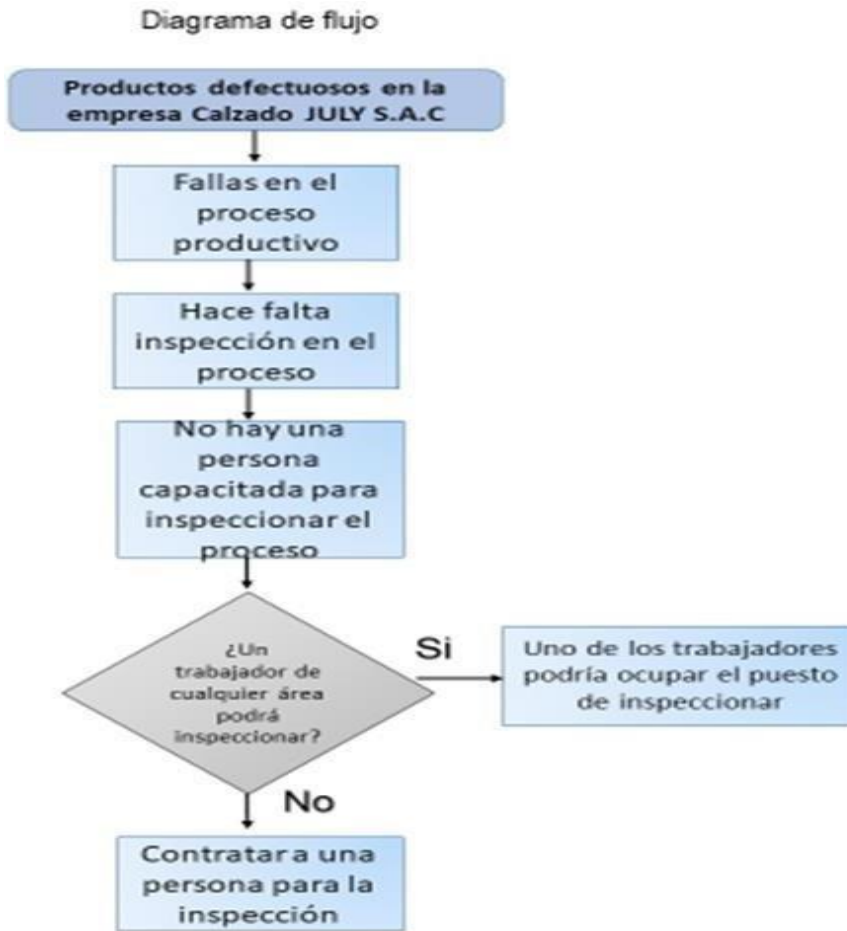 Diagrama de flujo
Productos defectuosos en la
empresa Calzado JULY S.A.C
Fallas en el
proceso
productivo
Hace falta
inspección en el
proceso
No hay una
persona
capacitada para
inspeccionar el
proceso
¿Un
trabajador de
cualquier área
podrá
inspeccionar?
Si
Uno de los trabajadores
podría ocupar el puesto
de inspeccionar
No
Contratar a una
persona para la
inspección